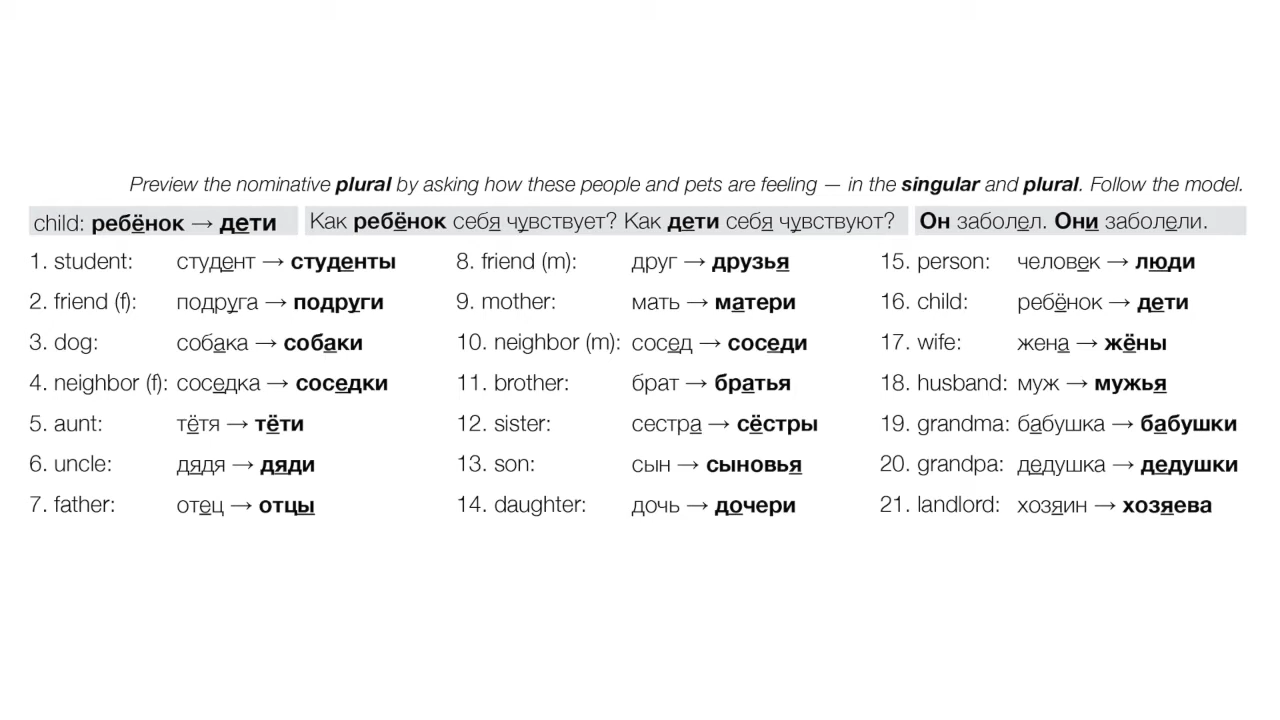 Preview the nominative plural by asking how these people and pets are feeling — in the singular and plural. Follow the model.
child: ребёнок → дети Как ребёнок себя чувствует? Как дети себя чувствуют? Он заболел. Они заболели.
1. student: студент → студенты
2. friend (f): подруга → подруги
3. dog: собака → собаки
4. neighbor (f): соседка → соседки
5. aunt: тётя → тёти
6. uncle: дядя → дяди
7. father: отец → отцы
8. friend (m): друг → друзья
9. mother: мать → матери
10. neighbor (m): сосед → соседи
11. brother: брат → братья
12. sister: сестра → сёстры
13. son: сын → сыновья
14. daughter: дочь → дочери
15. person: человек → люди
16. child: ребёнок → дети
17. wife: жена → жёны
18. husband: муж → мужья
19. grandma: бабушка → бабушки
20. grandpa: дедушка → дедушки
21. landlord: хозяин → хозяева